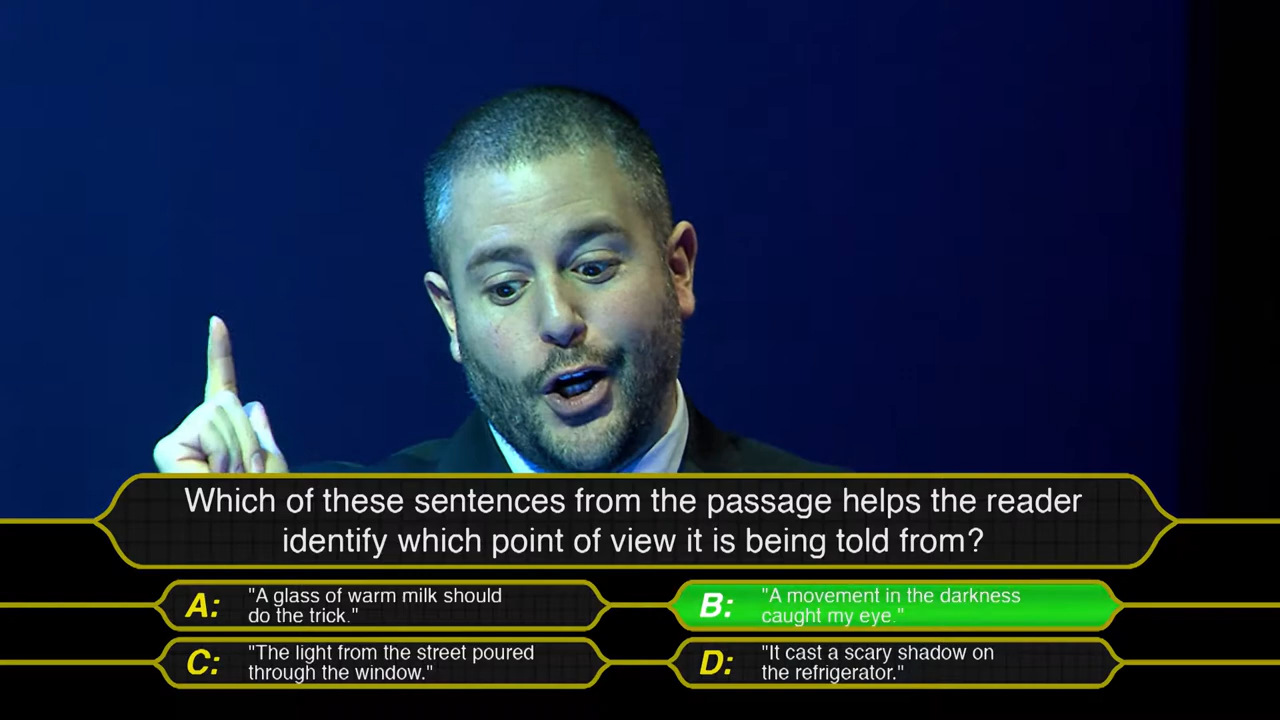 Which of these sentences from the passage helps the reader
identify which point of view it is being told from?
A: "A glass of warm milk should
do the trick."
B: "A movement in the darkness
caught my eye."
C: "The light from the street poured
through the window."
D: "It cast a scary shadow on
the refrigerator."